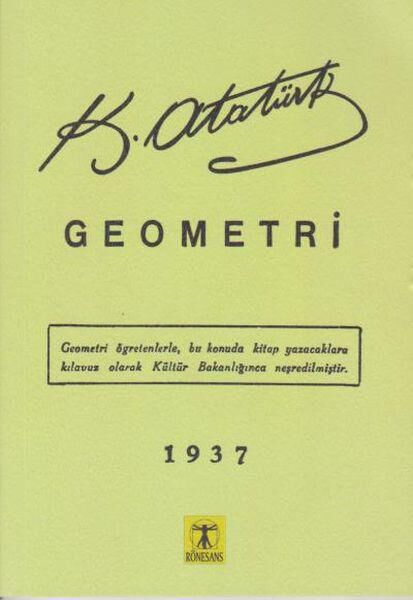 K. Atatürk
GEOMETRİ
Geometri öğretenlerle, bu konuda kitap yazacaklara
kılavuz olarak Kültür Bakanlığınca neşredilmiştir.
1937
RÖNESANS